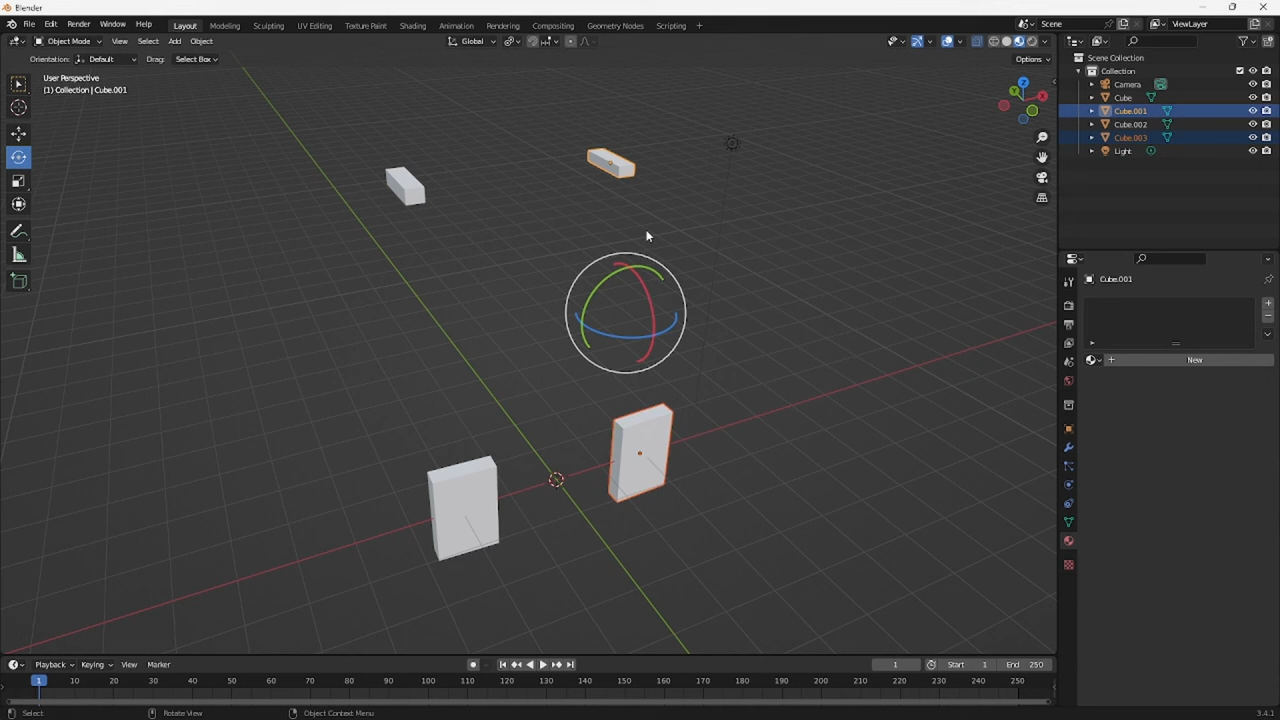 Blender
File Edit Render Window Help Layout Modeling Sculpting UV Editing Texture Paint Shading Animation Rendering Compositing Geometry Nodes Scripting + Scene ViewLayer
Object Mode View Select Add Object Global
Orientation: Default Drag: Select Box Options
User Perspective
(1) Collection | Cube.001
Z
Y
X
Scene Collection
Collection
Camera
Cube
Cube.001
Cube.002
Cube.003
Light
Cube.001
+ New
Playback Keying View Marker 1 Start 1 End 250
1 10 20 30 40 50 60 70 80 90 100 110 120 130 140 150 160 170 180 190 200 210 220 230 240 250
Select Rotate View Object Context Menu 3.4.1